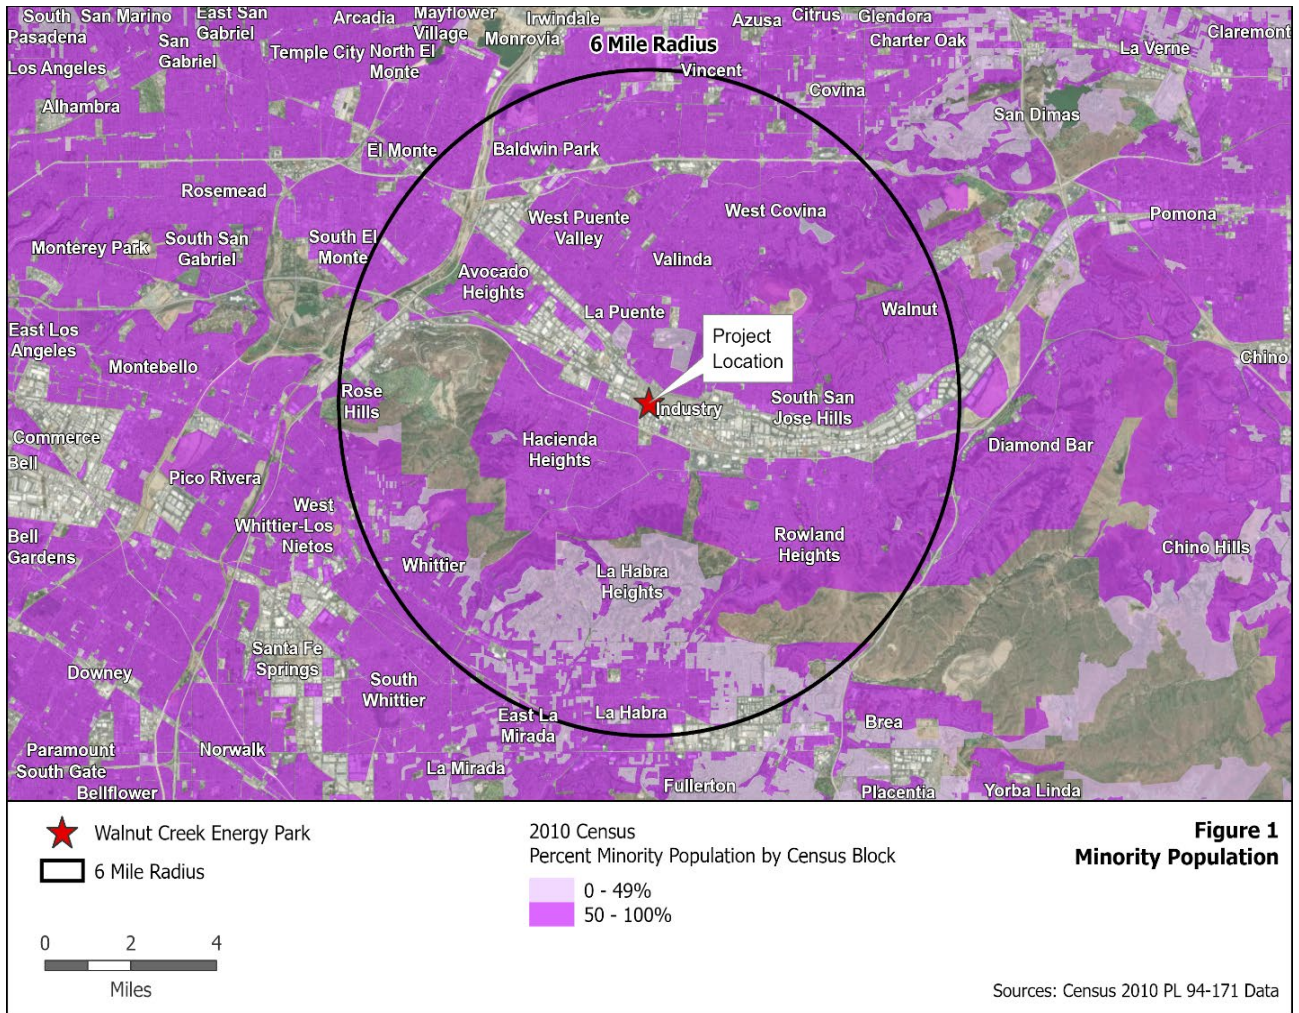 South San Marino
Pasadena
East San
Gabriel
Arcadia
Mayflower
Village
Irwindale
Monrovia
Azusa
Citrus
Glendora
Charter Oak
Claremont
La Verne
San
Gabriel
Temple City
North El
Monte
6 Mile Radius
Vincent
Los Angeles
Alhambra
Covina
San Dimas
El Monte
Baldwin Park
Rosemead
West Puente
Valley
West Covina
Pomona
Monterey Park
South San
Gabriel
South El
Monte
Valinda
Avocado
Heights
La Puente
Walnut
East Los
Angeles
Montebello
Project
Location
Chino
Rose
Hills
Industry
South San
Jose Hills
Commerce
Bell
Hacienda
Heights
Diamond Bar
Pico Rivera
West
Whittier-Los
Nietos
Bell
Gardens
Whittier
La Habra
Heights
Rowland
Heights
Chino Hills
Santa Fe
Springs
Downey
South
Whittier
East La
Mirada
La Habra
Brea
Paramount
South Gate
Bellflower
Norwalk
La Mirada
Fullerton
Placentia
Yorba Linda
Walnut Creek Energy Park
6 Mile Radius
0 2 4
Miles
2010 Census
Percent Minority Population by Census Block
0 - 49%
50 - 100%
Figure 1
Minority Population
Sources: Census 2010 PL 94-171 Data